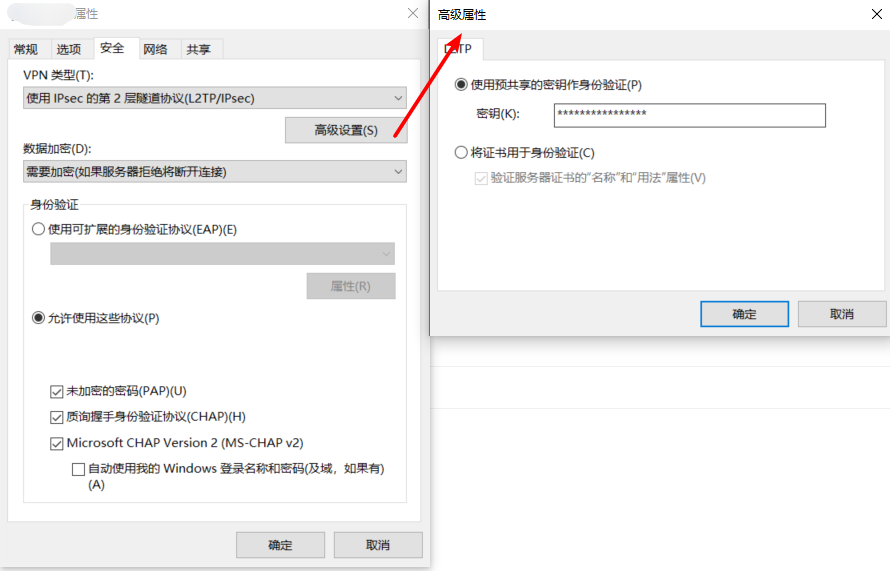 属性
常规
选项
安全
网络
共享
VPN 类型(T):
使用 IPsec 的第 2 层隧道协议(L2TP/IPsec)
高级设置(S)
数据加密(D):
需要加密(如果服务器拒绝将断开连接)
身份验证
使用可扩展的身份验证协议(EAP)(E)
属性(R)
允许使用这些协议(P)
未加密的密码(PAP)(U)
质询握手身份验证协议(CHAP)(H)
Microsoft CHAP Version 2 (MS-CHAP v2)
自动使用我的 Windows 登录名称和密码(及域，如果有)
(A)
确定
取消
高级属性
使用预共享的密钥作身份验证(P)
密钥(K):
****************
将证书用于身份验证(C)
验证服务器证书的"名称"和"用法"属性(V)
确定
取消